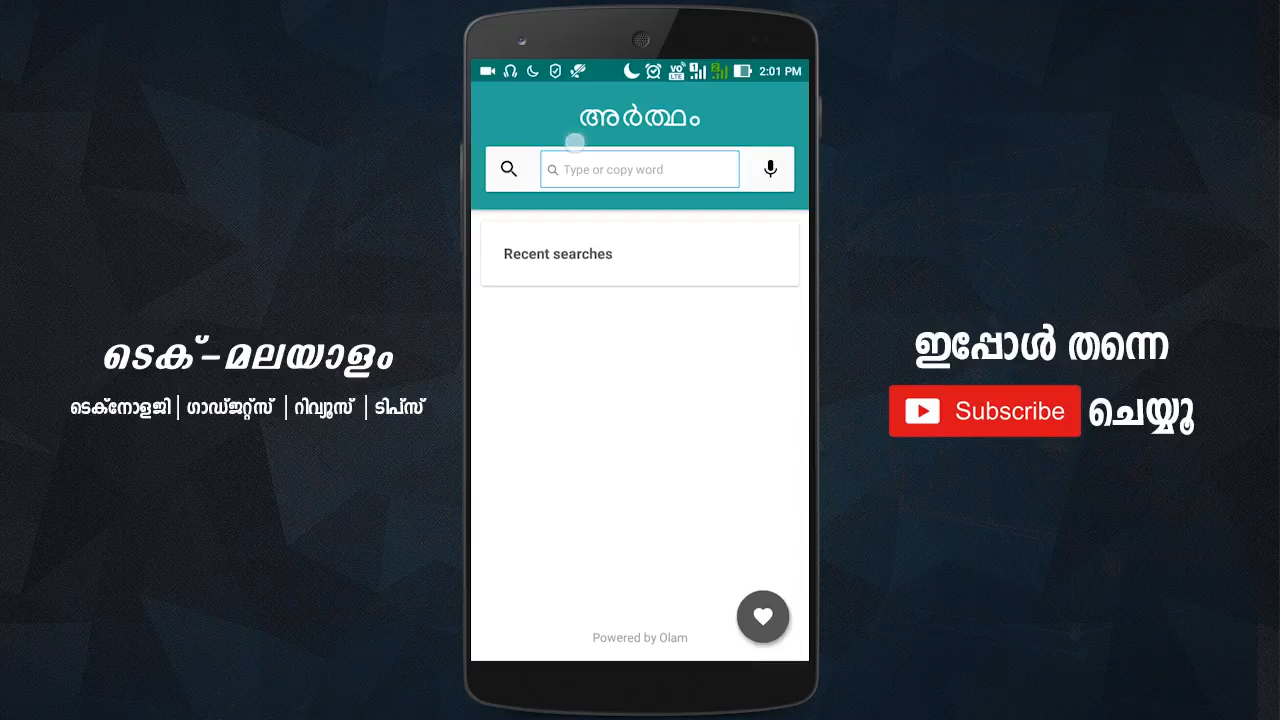 2:01 PM
അർത്ഥം
Type or copy word
Recent searches
Powered by Olam
ടെക്-മലയാളം
ടെക്നോളജി | ഗാഡ്ജറ്റ്സ് | റിവ്യൂസ് | ടിപ്സ്
ഇപ്പോൾ തന്നെ
Subscribe ചെയ്യൂ